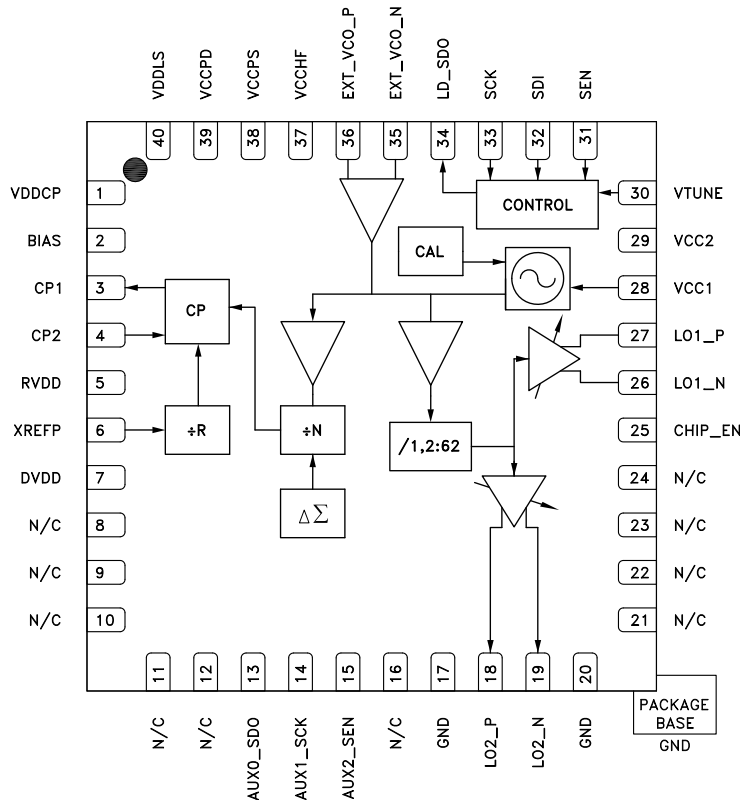 VDDLS
VCCPD
VCCPS
VCCHF
EXT_VCO_P
EXT_VCO_N
LD_SDO
SCK
SDI
SEN
40
39
38
37
36
35
34
33
32
31
VDDCP 1
BIAS 2
CP1 3
CP2 4
RVDD 5
XREFP 6
DVDD 7
N/C 8
N/C 9
N/C 10
CONTROL
CAL
CP
÷R
÷N
/1,2:62
ΔΣ
30 VTUNE
29 VCC2
28 VCC1
27 LO1_P
26 LO1_N
25 CHIP_EN
24 N/C
23 N/C
22 N/C
21 N/C
11
12
13
14
15
16
17
18
19
20
N/C
N/C
AUX0_SDO
AUX1_SCK
AUX2_SEN
N/C
GND
LO2_P
LO2_N
GND
PACKAGE
BASE
GND